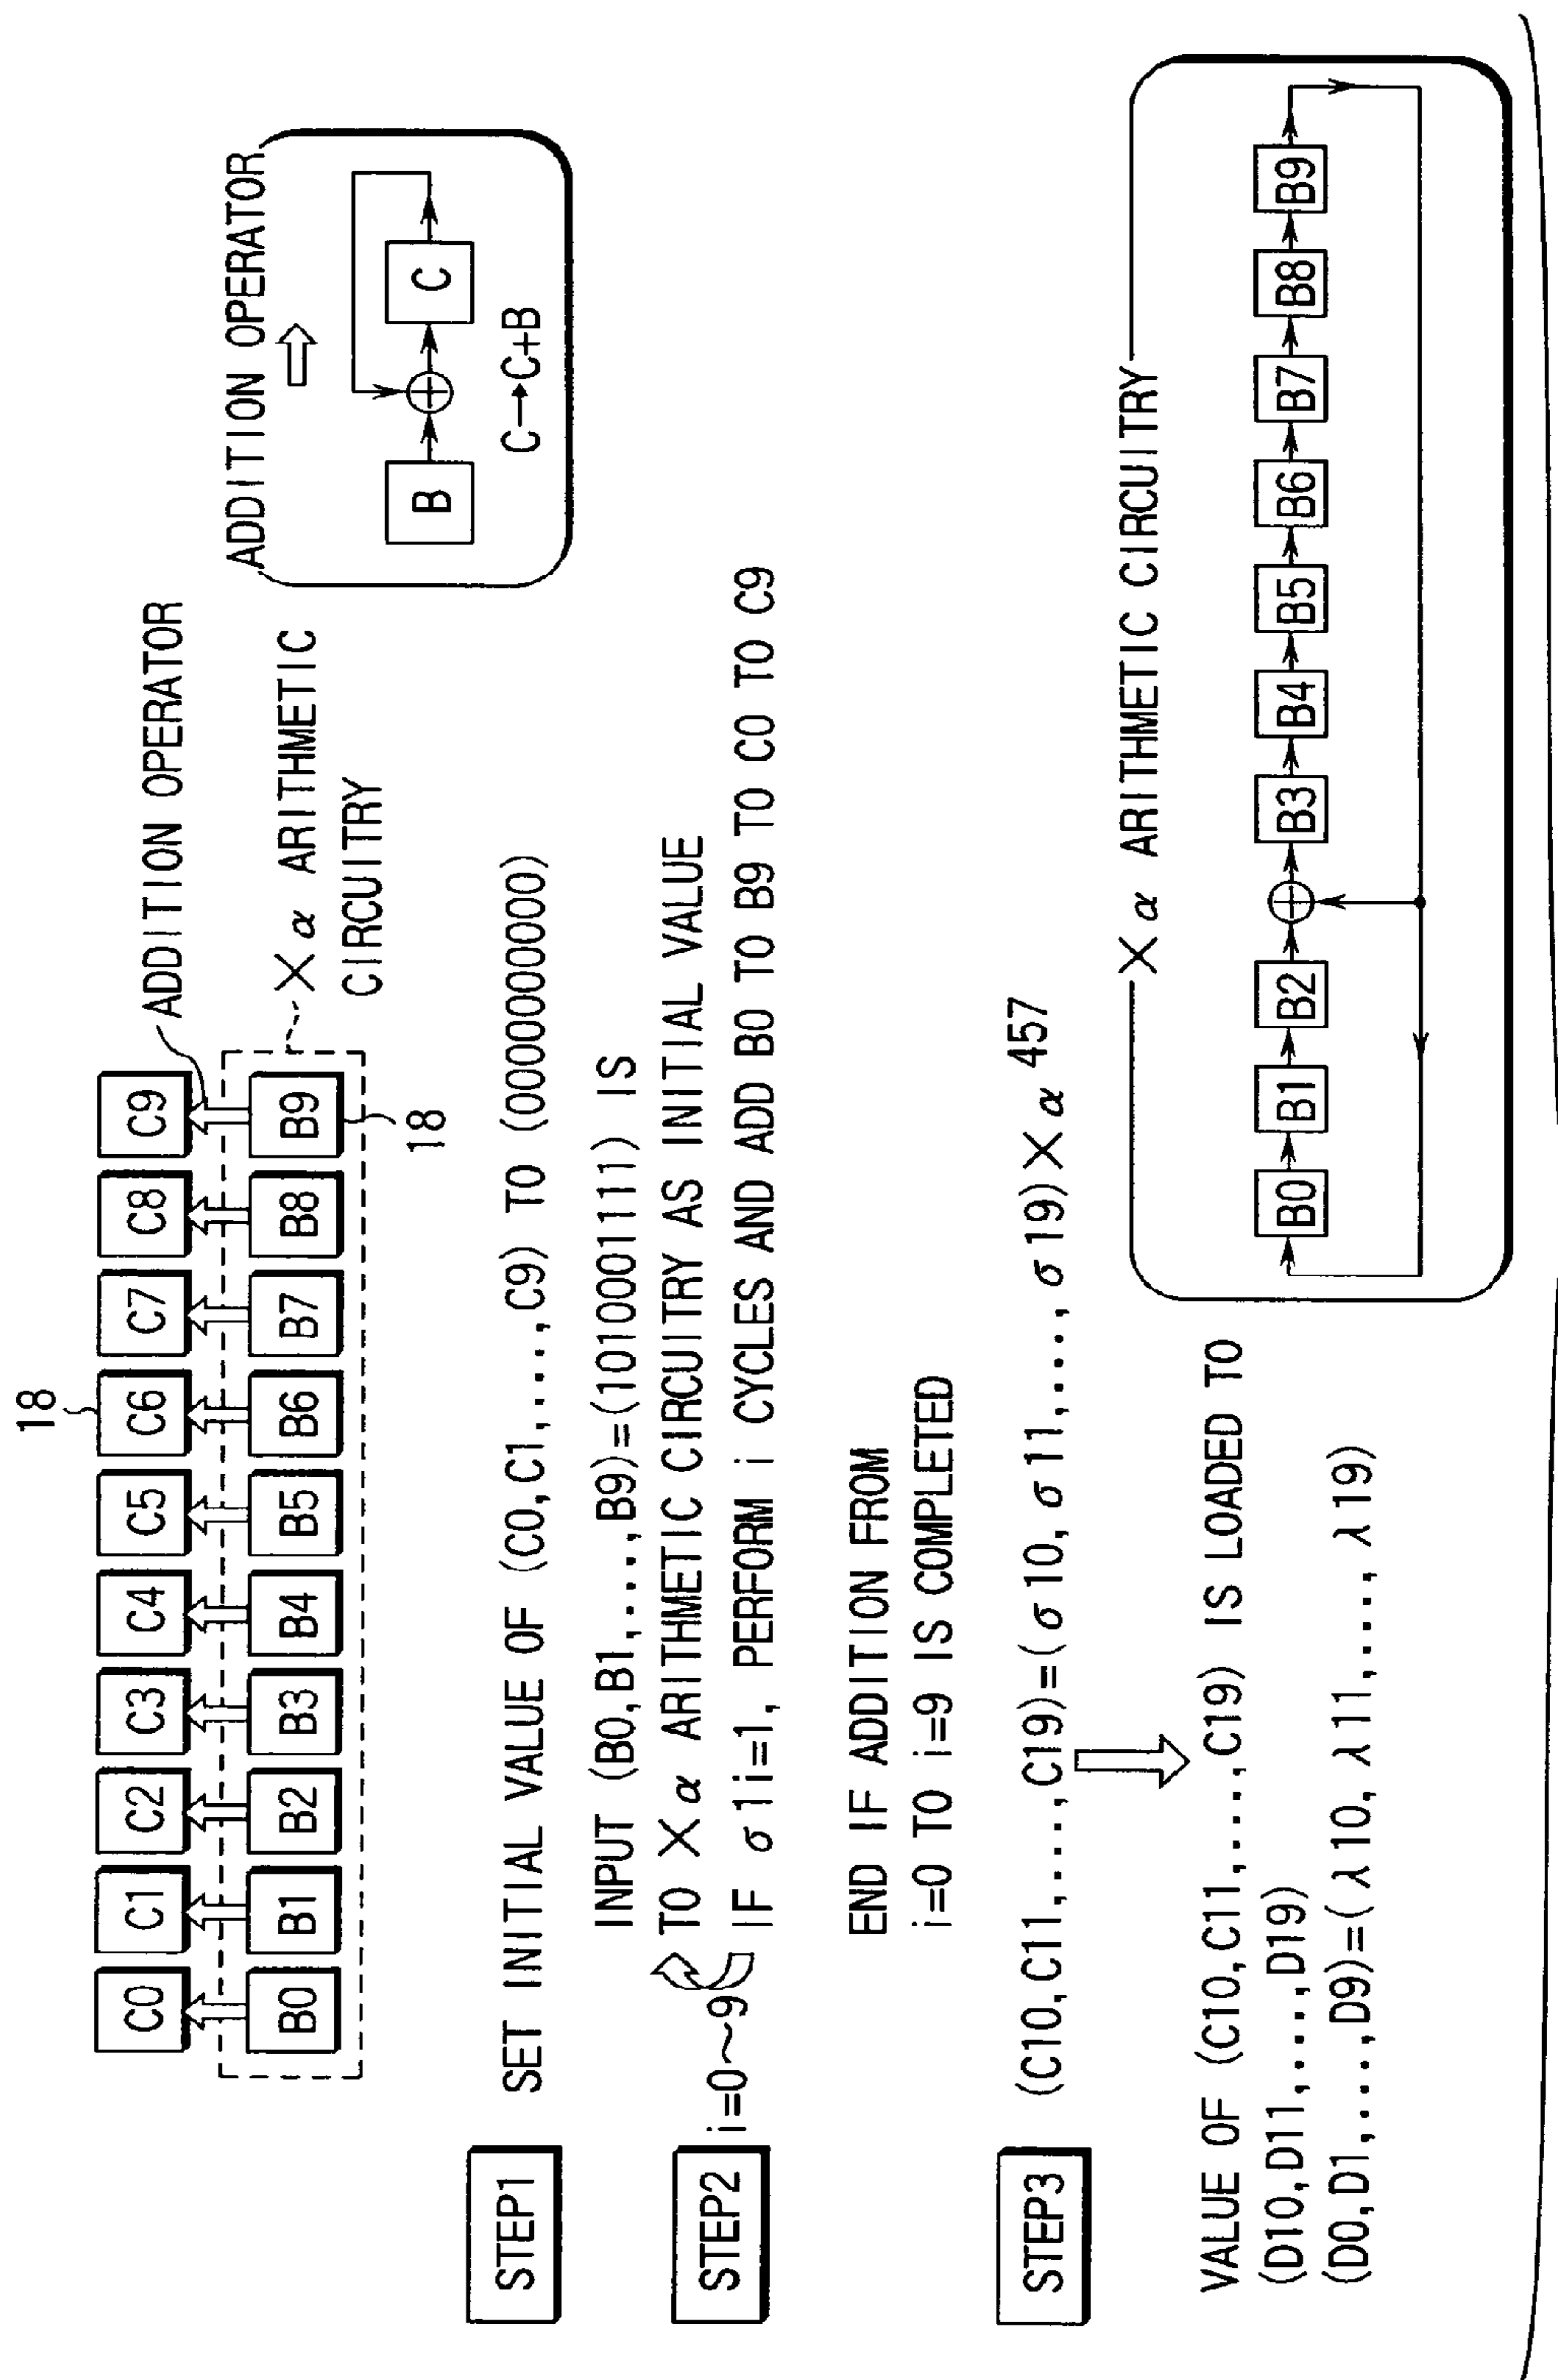 18
C0 C1 C2 C3 C4 C5 C6 C7 C8 C9
ADDITION OPERATOR
B0 B1 B2 B3 B4 B5 B6 B7 B8 B9
×α ARITHMETIC
CIRCUITRY
18
ADDITION OPERATOR
B C
C→C+B
STEP1 SET INITIAL VALUE OF (C0,C1,...,C9) TO (0000000000)
INPUT (B0,B1,...,B9)=(1010001111) IS
TO ×α ARITHMETIC CIRCUITRY AS INITIAL VALUE
STEP2 i=0~9 IF σ1i=1, PERFORM i CYCLES AND ADD B0 TO B9 TO C0 TO C9
END IF ADDITION FROM
i=0 TO i=9 IS COMPLETED
STEP3 (C10,C11,....,C19)=(σ10,σ11,....,σ19)×α457
VALUE OF (C10,C11,....,C19) IS LOADED TO
(D10,D11,....,D19)
(D0,D1,....,D9)=(λ10,λ11,....,λ19)
×α ARITHMETIC CIRCUITRY
B0 B1 B2 B3 B4 B5 B6 B7 B8 B9